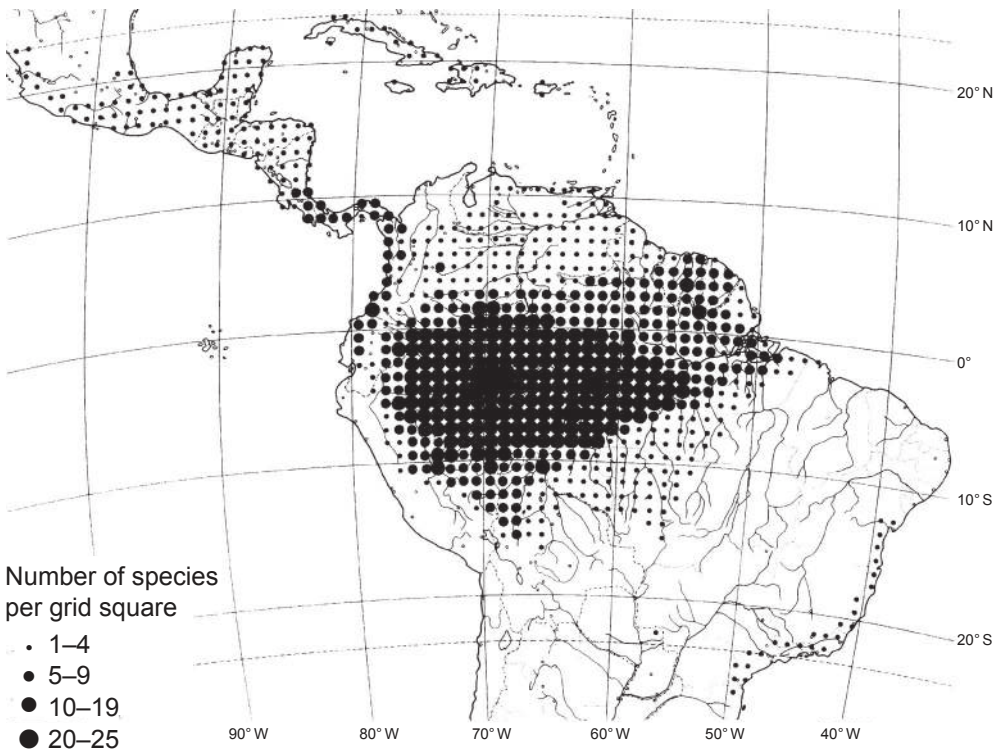 20° N
10° N
0°
10° S
20° S
Number of species
per grid square
1–4
5–9
10–19
20–25
90° W
80° W
70° W
60° W
50° W
40° W